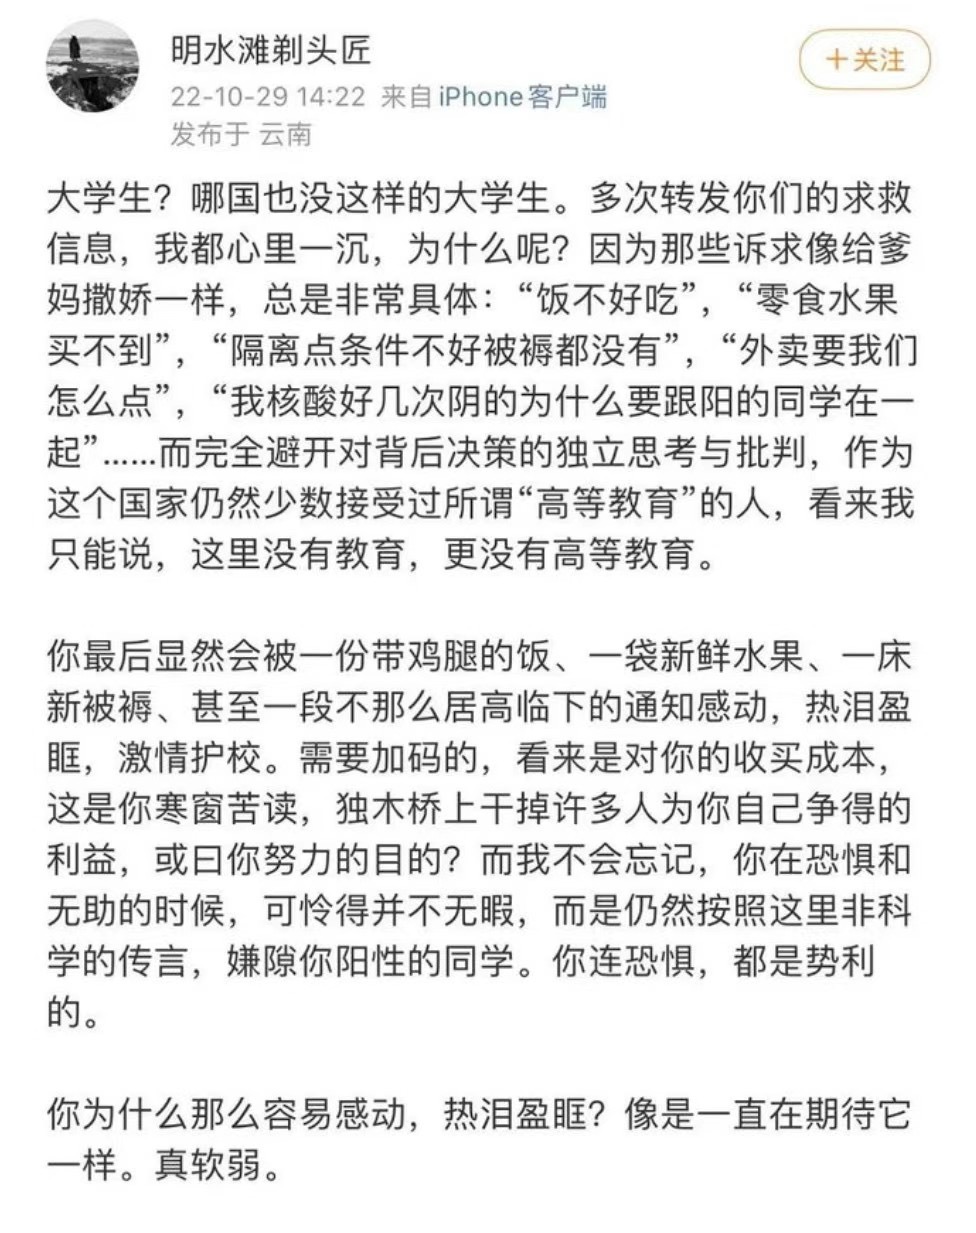 明水滩剃头匠
+关注
22-10-29 14:22 来自 iPhone客户端
发布于 云南
大学生？哪国也没这样的大学生。多次转发你们的求救
信息，我都心里一沉，为什么呢？因为那些诉求像给爹
妈撒娇一样，总是非常具体：“饭不好吃”，“零食水果
买不到”，“隔离点条件不好被褥都没有”，“外卖要我们
怎么点”，“我核酸好几次阴的为什么要跟阳的同学在一
起”......而完全避开对背后决策的独立思考与批判，作为
这个国家仍然少数接受过所谓“高等教育”的人，看来我
只能说，这里没有教育，更没有高等教育。
你最后显然会被一份带鸡腿的饭、一袋新鲜水果、一床
新被褥、甚至一段不那么居高临下的通知感动，热泪盈
眶，激情护校。需要加码的，看来是对你的收买成本，
这是你寒窗苦读，独木桥上干掉许多人为你自己争得的
利益，或曰你努力的目的？而我不会忘记，你在恐惧和
无助的时候，可怜得并不无暇，而是仍然按照这里非科
学的传言，嫌隙你阳性的同学。你连恐惧，都是势利
的。
你为什么那么容易感动，热泪盈眶？像是一直在期待它
一样。真软弱。